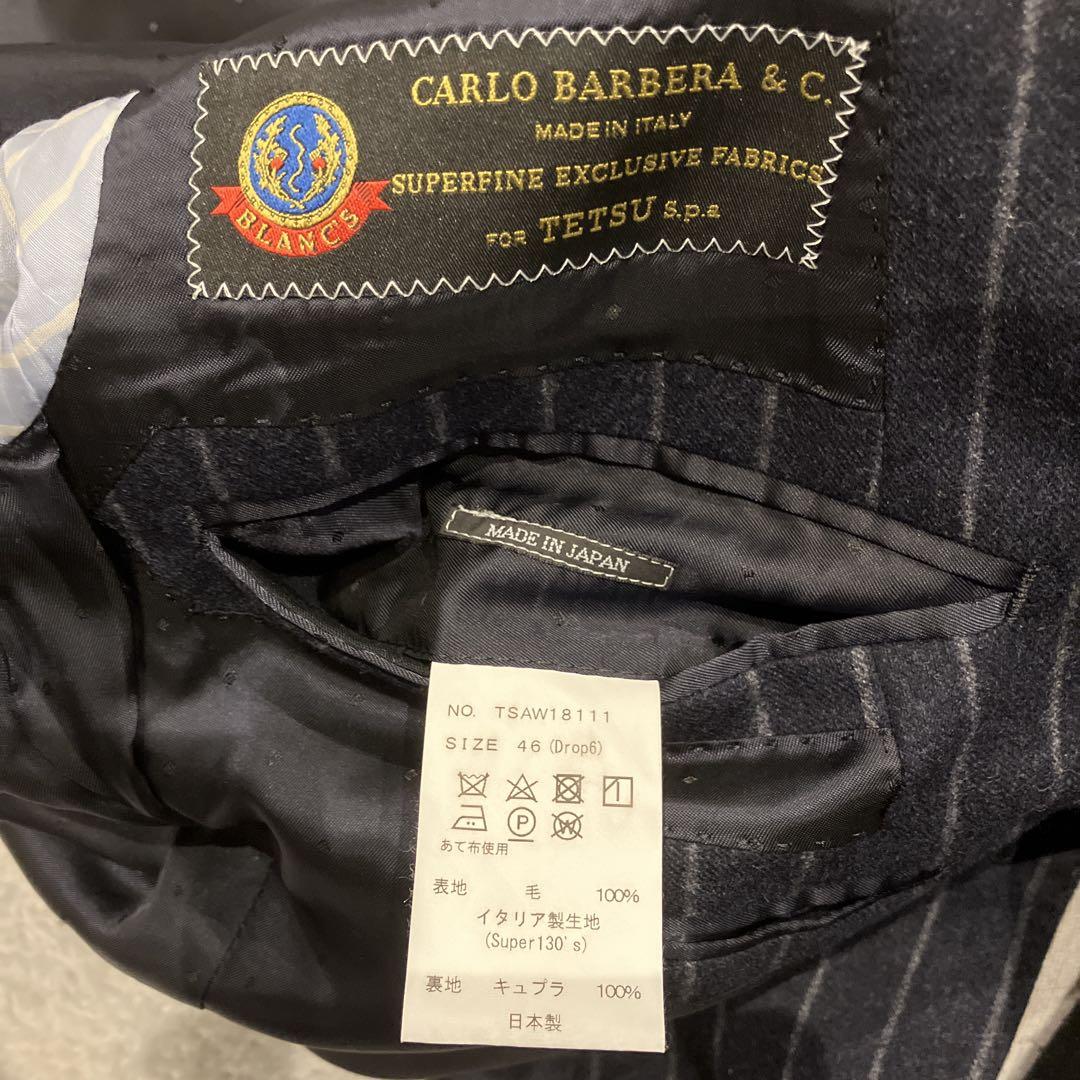 CARLO BARBERA & C.
MADE IN ITALY
SUPERFINE EXCLUSIVE FABRICS
FOR TETSU S.p.a
BLANC'S
MADE IN JAPAN
NO. TSAW18111
SIZE 46 (Drop6)
P W
あて布使用
表地 毛 100%
イタリア製生地
(Super130's)
裏地 キュプラ 100%
日本製